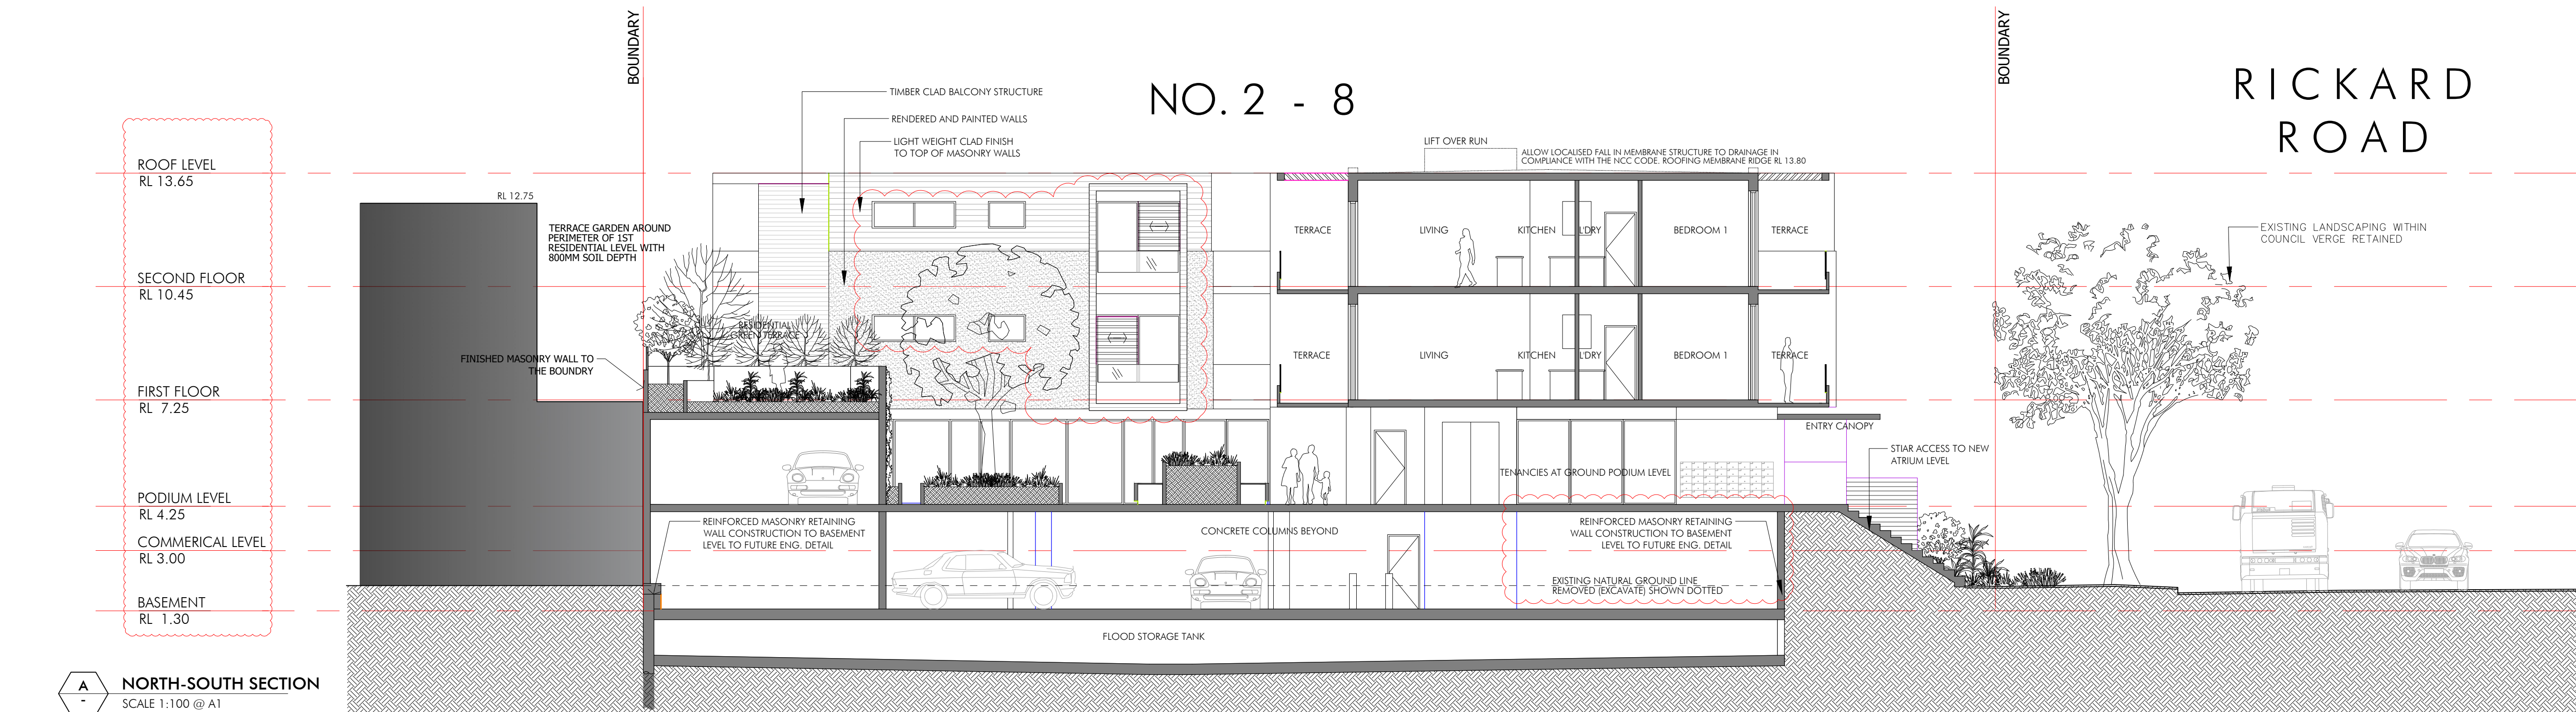 BOUNDARY
NO. 2 - 8
BOUNDARY
RICKARD
ROAD
TIMBER CLAD BALCONY STRUCTURE
RENDERED AND PAINTED WALLS
LIGHT WEIGHT CLAD FINISH
TO TOP OF MASONRY WALLS
LIFT OVER RUN
ALLOW LOCALISED FALL IN MEMBRANE STRUCTURE TO DRAINAGE IN
COMPLIANCE WITH THE NCC CODE. ROOFING MEMBRANE RIDGE RL 13.80
ROOF LEVEL
RL 13.65
RL 12.75
TERRACE GARDEN AROUND
PERIMETER OF 1ST
RESIDENTIAL LEVEL WITH
800MM SOIL DEPTH
TERRACE
LIVING
KITCHEN
L'DRY
BEDROOM 1
TERRACE
EXISTING LANDSCAPING WITHIN
COUNCIL VERGE RETAINED
SECOND FLOOR
RL 10.45
RESIDENTIAL
GREEN TERRACE
FINISHED MASONRY WALL TO
THE BOUNDRY
TERRACE
LIVING
KITCHEN
L'DRY
BEDROOM 1
TERRACE
FIRST FLOOR
RL 7.25
ENTRY CANOPY
STIAR ACCESS TO NEW
ATRIUM LEVEL
TENANCIES AT GROUND PODIUM LEVEL
PODIUM LEVEL
RL 4.25
REINFORCED MASONRY RETAINING
WALL CONSTRUCTION TO BASEMENT
LEVEL TO FUTURE ENG. DETAIL
CONCRETE COLUMNS BEYOND
REINFORCED MASONRY RETAINING
WALL CONSTRUCTION TO BASEMENT
LEVEL TO FUTURE ENG. DETAIL
COMMERICAL LEVEL
RL 3.00
EXISTING NATURAL GROUND LINE
REMOVED (EXCAVATE) SHOWN DOTTED
BASEMENT
RL 1.30
FLOOD STORAGE TANK
A
-
NORTH-SOUTH SECTION
SCALE 1:100 @ A1